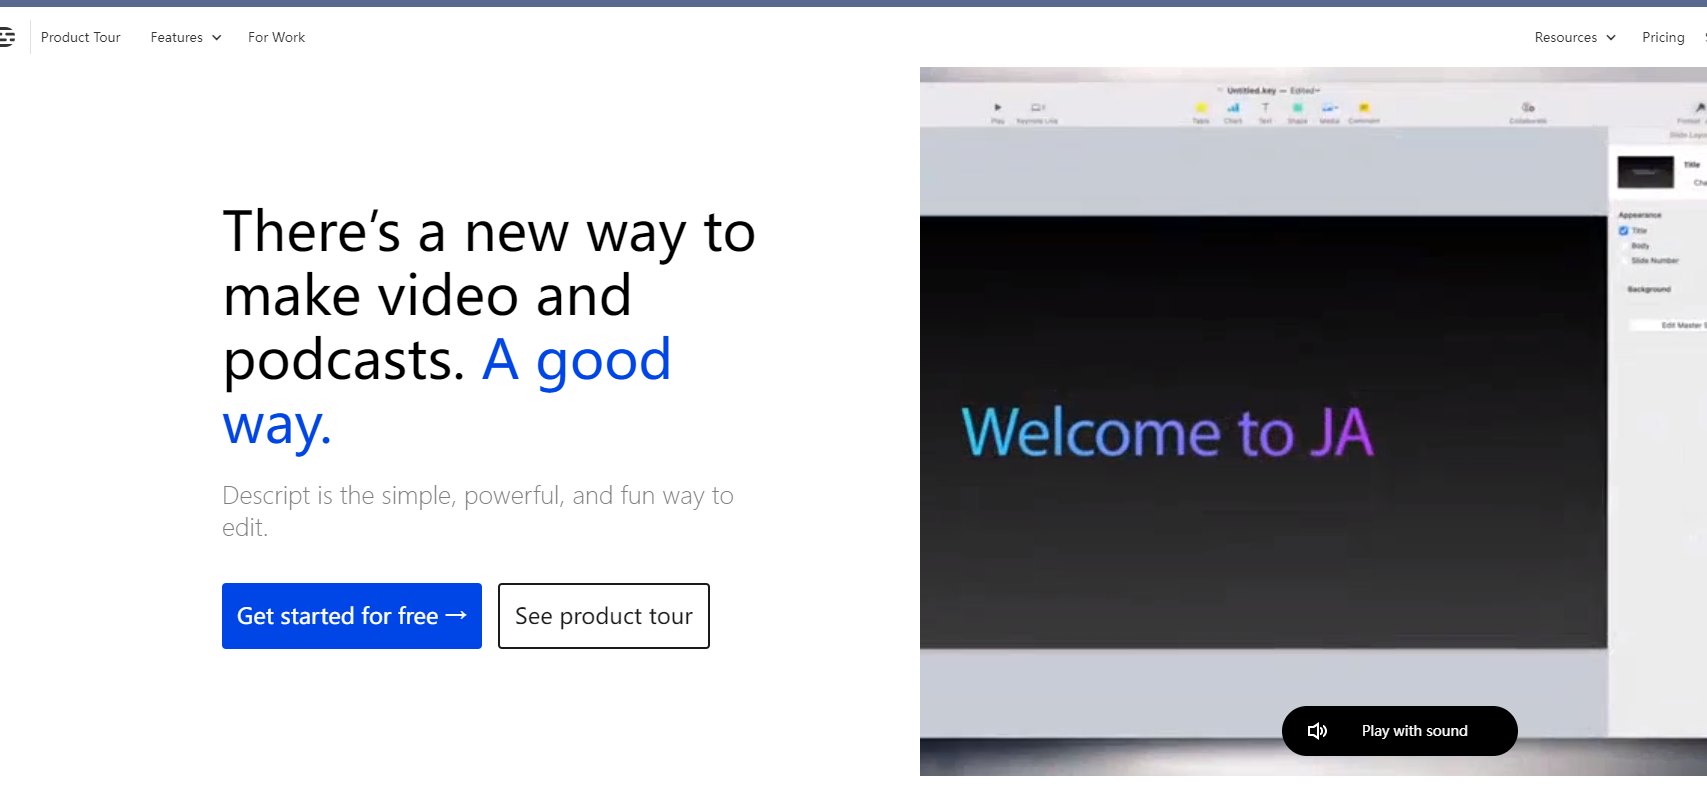 Product Tour
Features
For Work
Resources
Pricing
There’s a new way to
make video and
podcasts. A good
way.
Descript is the simple, powerful, and fun way to
edit.
Get started for free →
See product tour
Untitled.key — Edited
Play
Keynote Live
Table
Chart
Text
Shape
Media
Comment
Collaborate
Format
Title
Appearance
Title
Body
Slide Number
Background
Edit Master
Welcome to JA
Play with sound